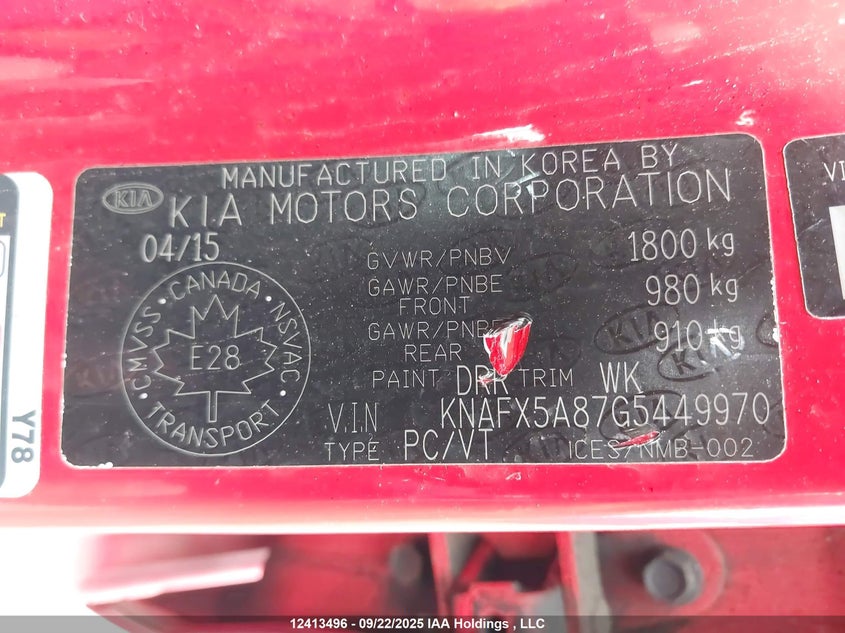 MANUFACTURED IN KOREA BY
KIA KIA MOTORS CORPORATION
04/15
GVWR/PNBV 1800 kg
GAWR/PNBE FRONT 980 kg
GAWR/PNBE REAR 910 kg
PAINT DRR TRIM WK
V.I.N KNAFX5A87G5449970
TYPE PC/VT ICES/NMB-002
CMVSS · CANADA · NSVAC
E28
TRANSPORT
Y78
VI
12413496 - 09/22/2025 IAA Holdings , LLC